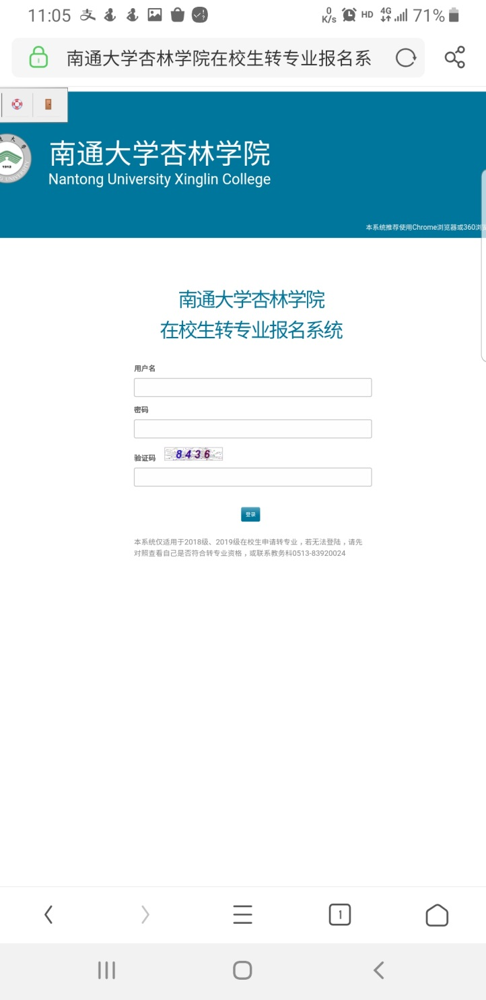 11:05
0 K/s HD 4G 71%
南通大学杏林学院在校生转专业报名系
南通大学杏林学院
Nantong University Xinglin College
1912
本系统推荐使用Chrome浏览器或360浏
南通大学杏林学院
在校生转专业报名系统
用户名
密码
验证码 8436
登录
本系统仅适用于2018级、2019级在校生申请转专业，若无法登陆，请先
对照查看自己是否符合转专业资格，或联系教务科0513-83920024
1